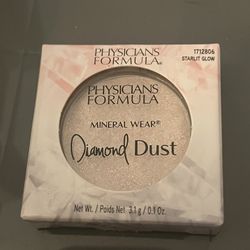 PHYSICIANS
FORMULA®
1712806
STARLIT GLOW
PHYSICIANS
FORMULA
MINERAL WEAR®
Diamond Dust
Net Wt. / Poids Net 3.1 g / 0.1 Oz.